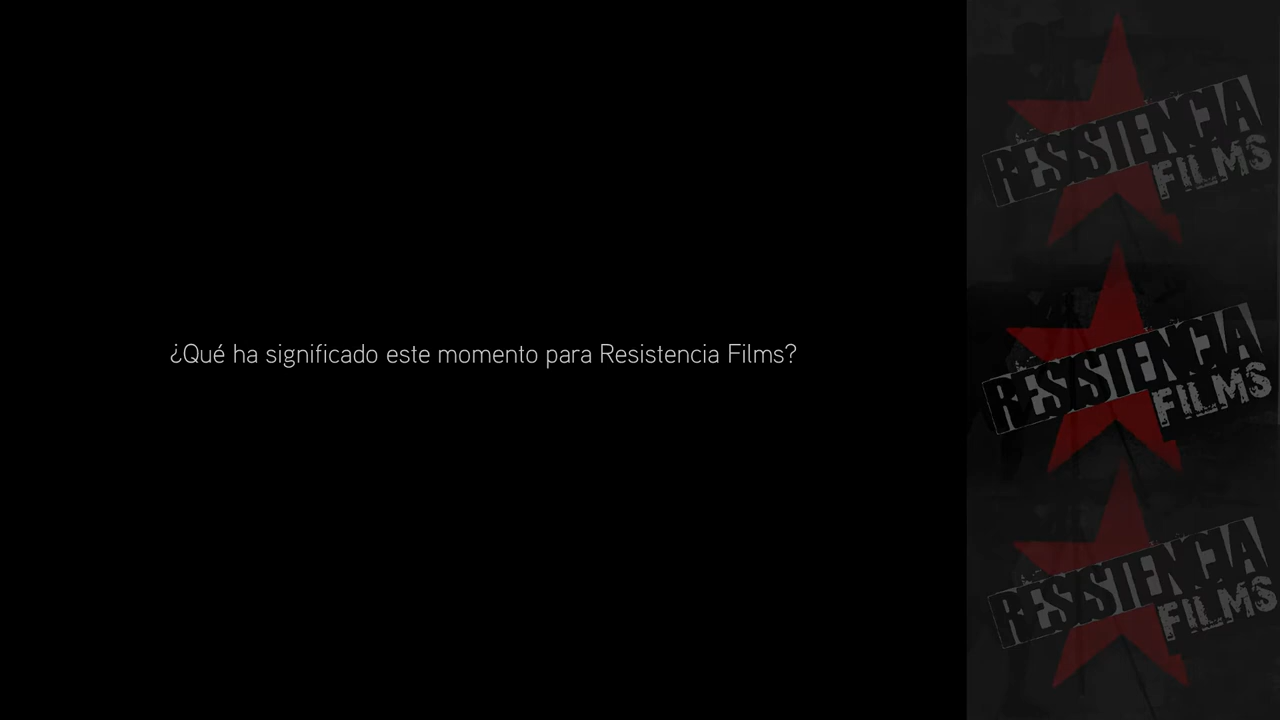 ¿Qué ha significado este momento para Resistencia Films?
RESISTENCIA
FILMS
RESISTENCIA
FILMS
RESISTENCIA
FILMS